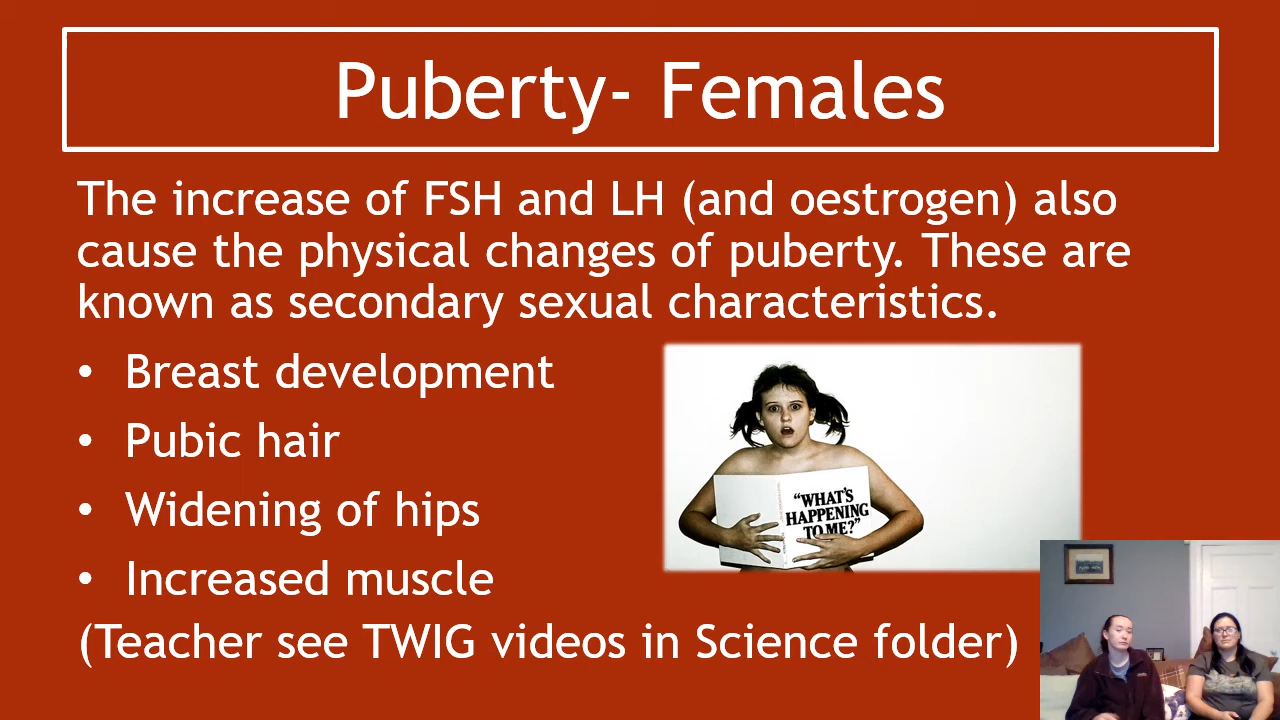 Puberty- Females
The increase of FSH and LH (and oestrogen) also
cause the physical changes of puberty. These are
known as secondary sexual characteristics.
• Breast development
• Pubic hair
• Widening of hips
• Increased muscle
"WHAT'S
HAPPENING
TO ME?"
(Teacher see TWIG videos in Science folder)